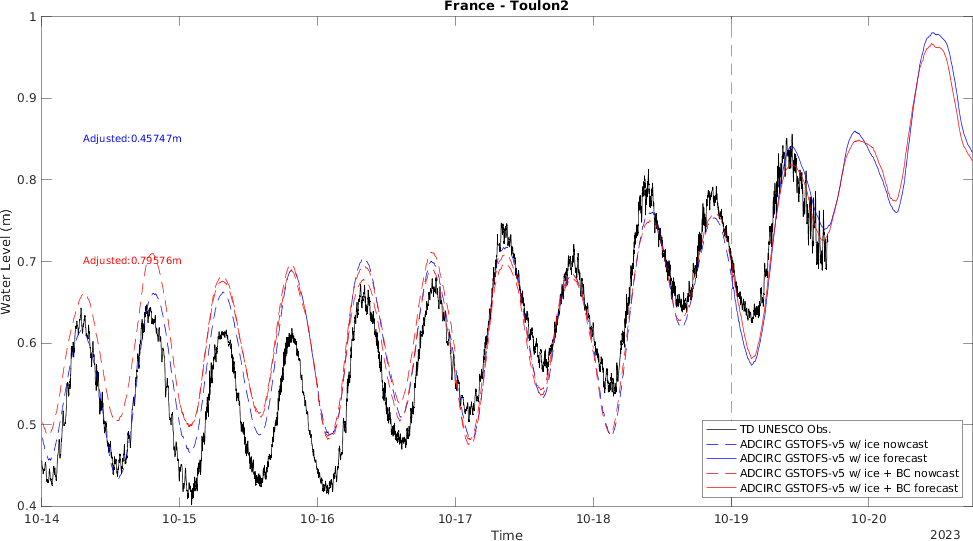 France - Toulon2
1
0.9
0.8
0.7
0.6
0.5
0.4
Water Level (m)
Adjusted:0.45747m
Adjusted:0.79576m
TD UNESCO Obs.
ADCIRC GSTOFS-v5 w/ ice nowcast
ADCIRC GSTOFS-v5 w/ ice forecast
ADCIRC GSTOFS-v5 w/ ice + BC nowcast
ADCIRC GSTOFS-v5 w/ ice + BC forecast
10-14 10-15 10-16 10-17 10-18 10-19 10-20
Time
2023